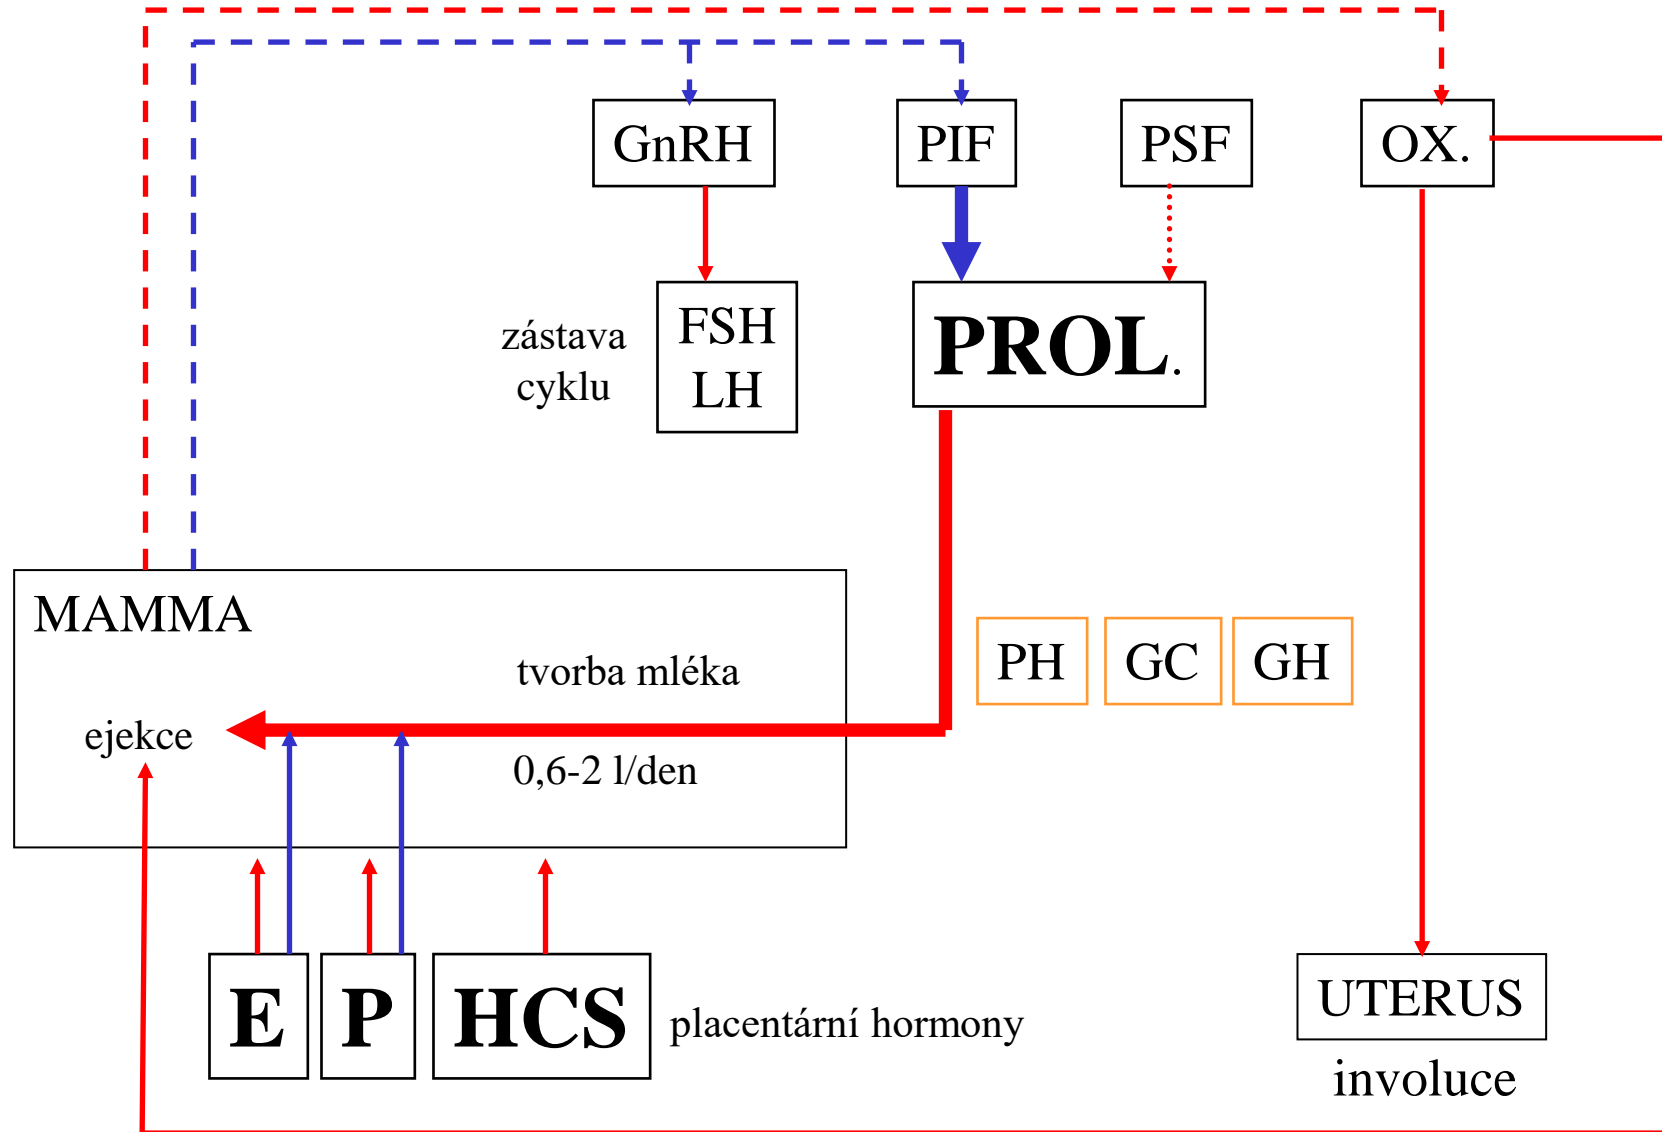 GnRH
PIF
PSF
OX.
zástava
cyklu
FSH
LH
PROL.
MAMMA
tvorba mléka
ejekce
0,6-2 l/den
PH
GC
GH
E
P
HCS
placentární hormony
UTERUS
involuce